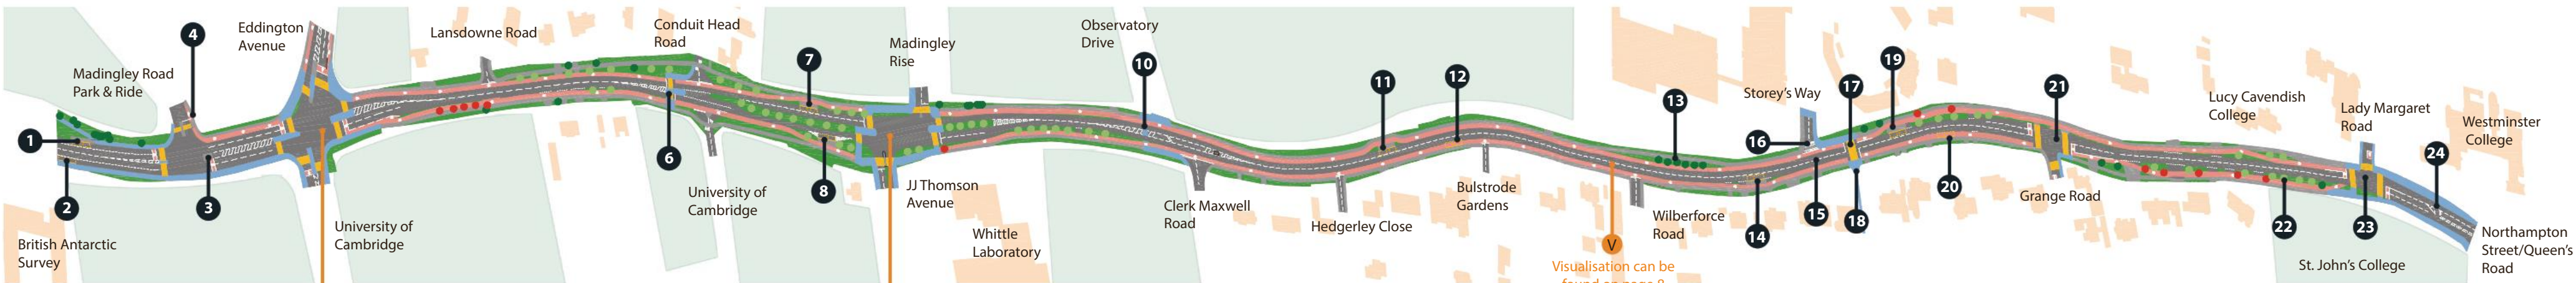 Madingley Road
Park & Ride
4
Eddington
Avenue
Lansdowne Road
Conduit Head
Road
7
Madingley
Rise
Observatory
Drive
10
11
12
13
Storey's Way
16
17
19
21
Lucy Cavendish
College
Lady Margaret
Road
Westminster
College
24
1
2
3
British Antarctic
Survey
University of
Cambridge
6
University of
Cambridge
8
JJ Thomson
Avenue
Whittle
Laboratory
Clerk Maxwell
Road
Hedgerley Close
Bulstrode
Gardens
V
Visualisation can be
found on page 8
Wilberforce
Road
14
15
18
20
Grange Road
22
23
St. John's College
Northampton
Street/Queen's
Road